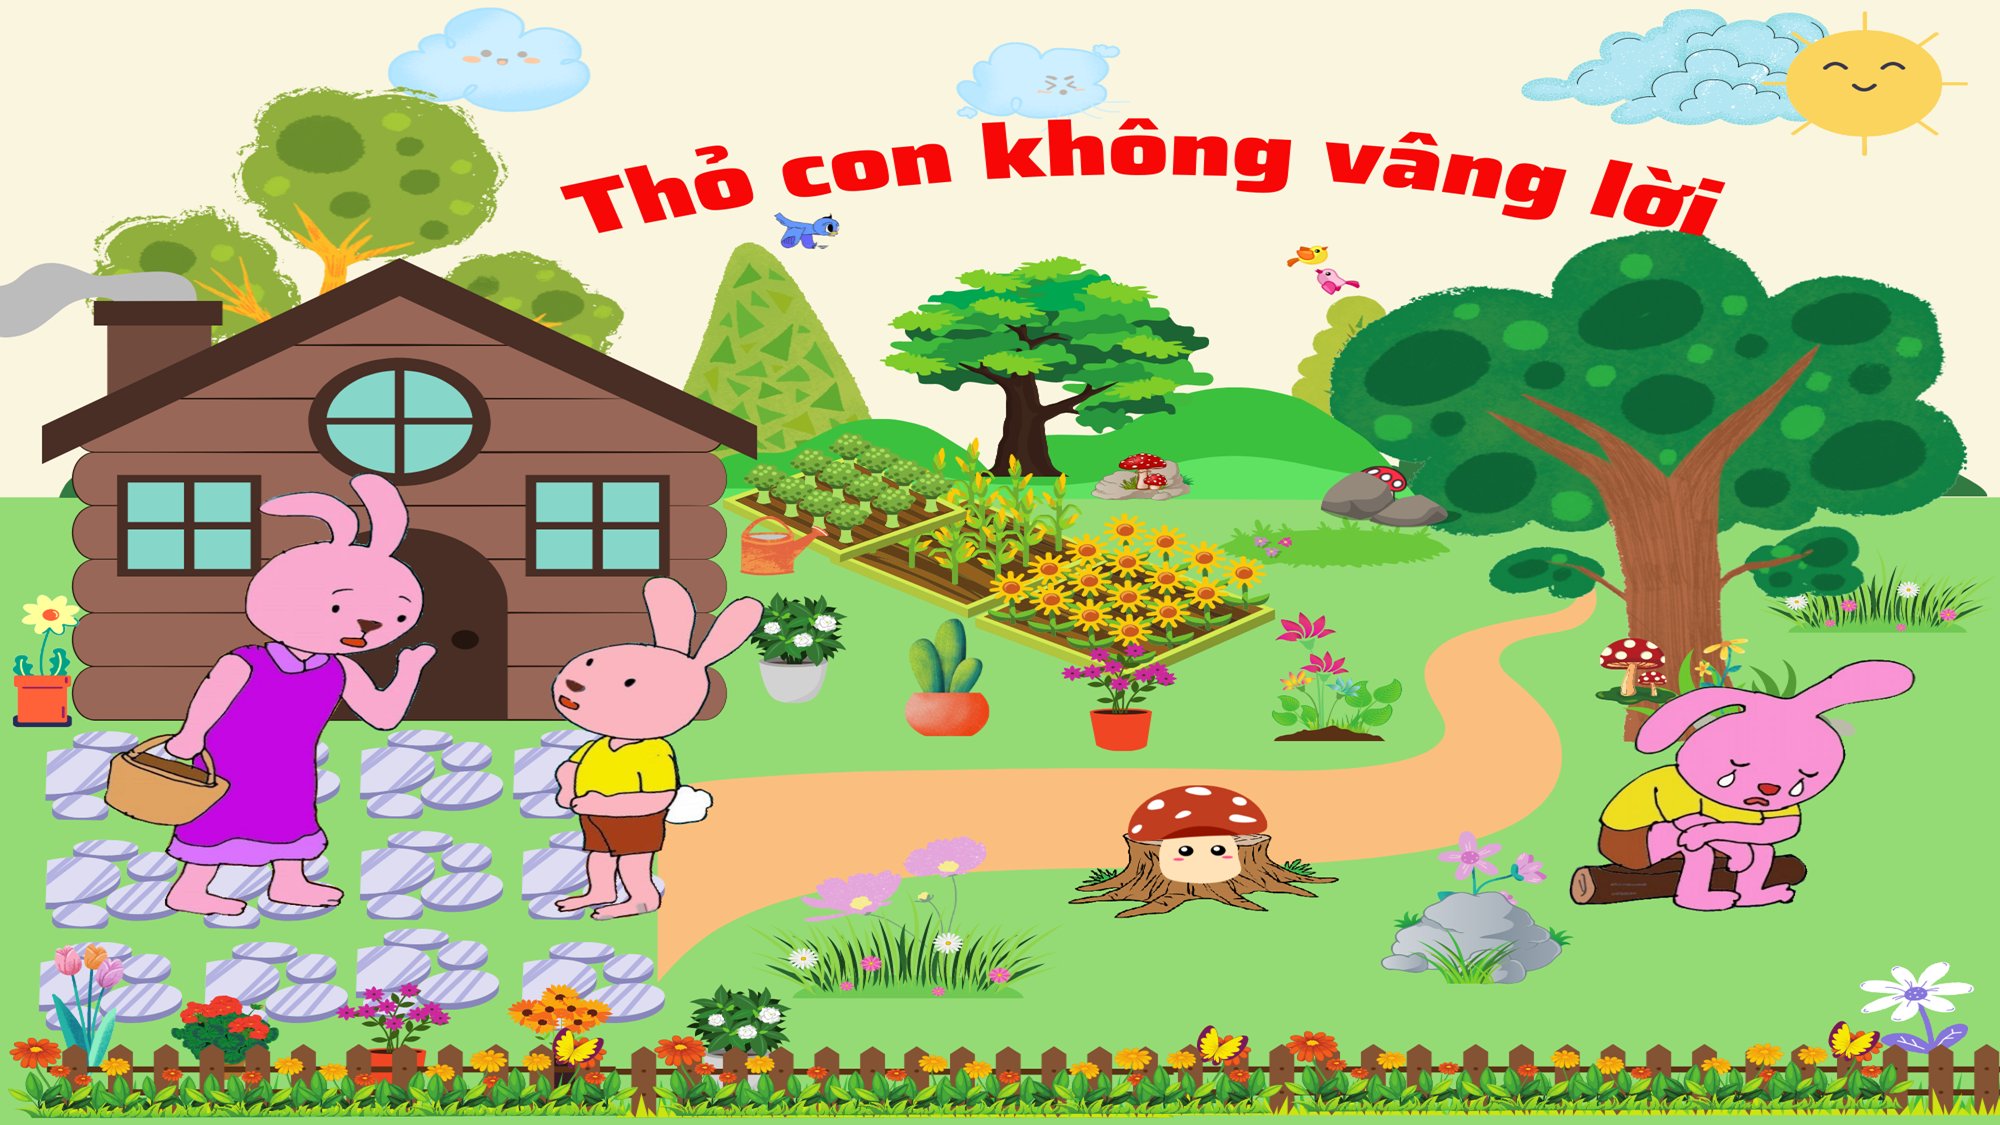 Thỏ con không vâng lời